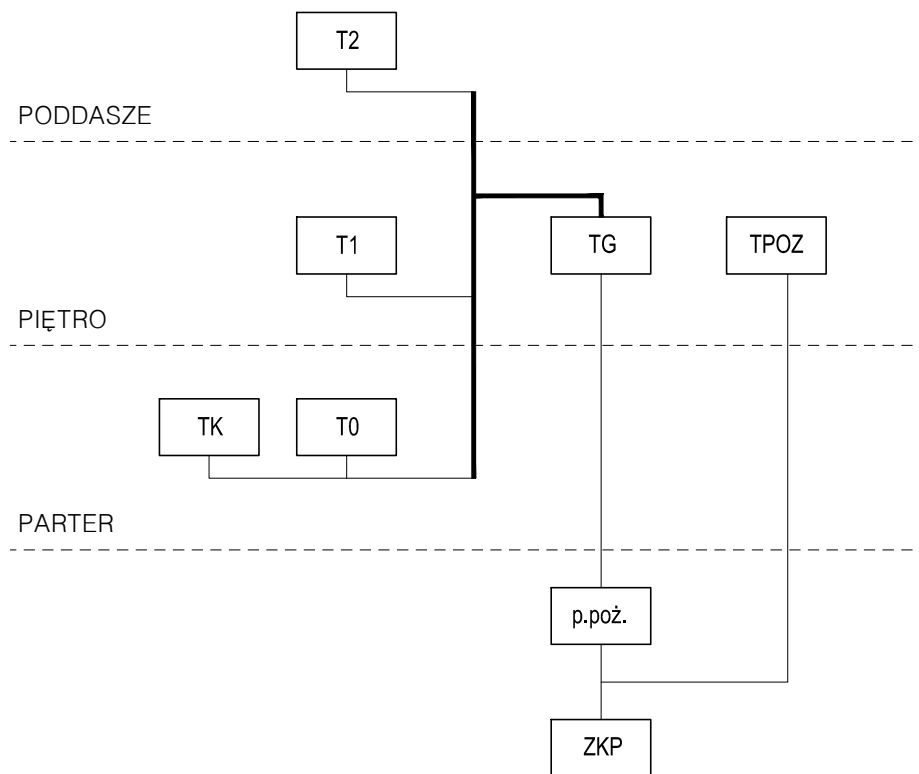 T2
PODDASZE
T1
TG
TPOZ
PIĘTRO
TK
T0
PARTER
p.poż.
ZKP